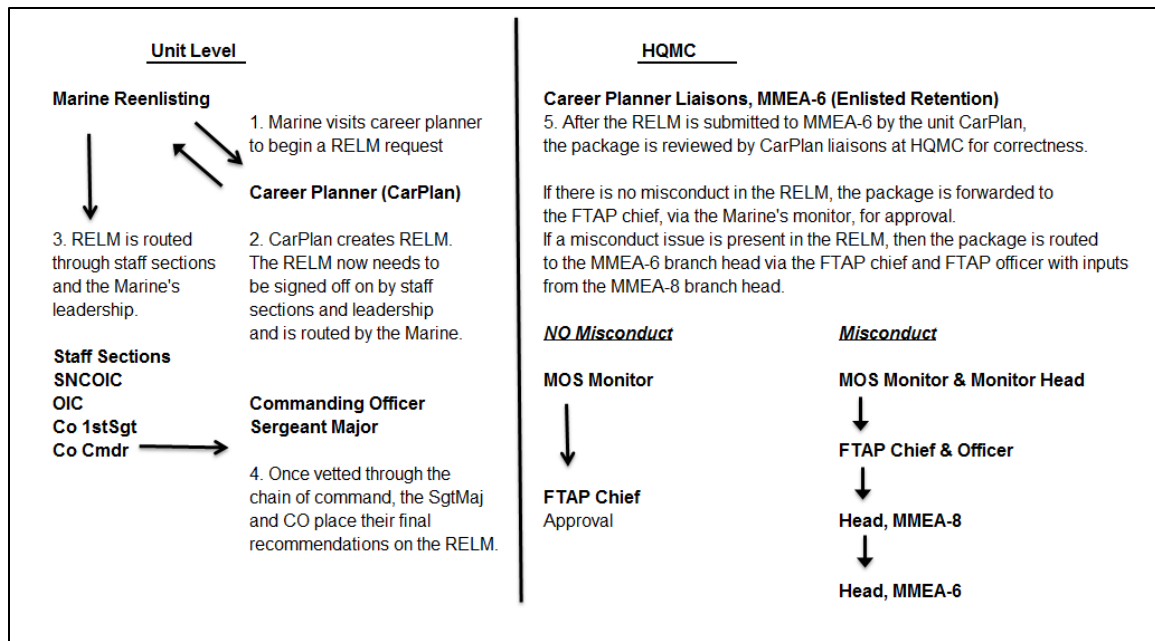 Unit Level
Marine Reenlisting
1. Marine visits career planner
to begin a RELM request
Career Planner (CarPlan)
3. RELM is routed
through staff sections
and the Marine's
leadership.
2. CarPlan creates RELM.
The RELM now needs to
be signed off on by staff
sections and leadership
and is routed by the Marine.
Staff Sections
SNCOIC
OIC
Co 1stSgt
Co Cmdr
Commanding Officer
Sergeant Major
4. Once vetted through the
chain of command, the SgtMaj
and CO place their final
recommendations on the RELM.
HQMC
Career Planner Liaisons, MMEA-6 (Enlisted Retention)
5. After the RELM is submitted to MMEA-6 by the unit CarPlan,
the package is reviewed by CarPlan liaisons at HQMC for correctness.
If there is no misconduct in the RELM, the package is forwarded to
the FTAP chief, via the Marine's monitor, for approval.
If a misconduct issue is present in the RELM, then the package is routed
to the MMEA-6 branch head via the FTAP chief and FTAP officer with inputs
from the MMEA-8 branch head.
NO Misconduct
MOS Monitor
FTAP Chief
Approval
Misconduct
MOS Monitor & Monitor Head
FTAP Chief & Officer
Head, MMEA-8
Head, MMEA-6